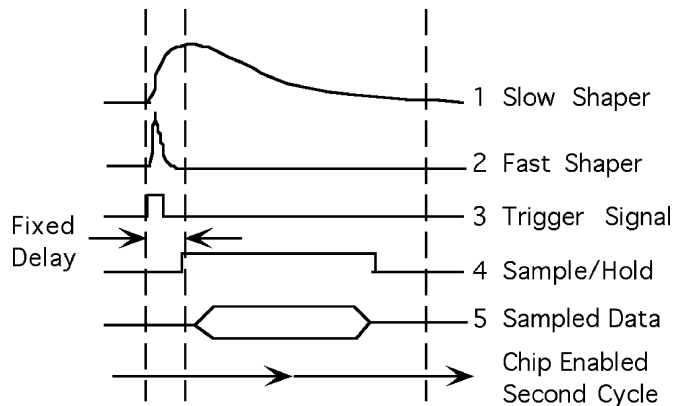 1 Slow Shaper
2 Fast Shaper
3 Trigger Signal
Fixed
Delay
4 Sample/Hold
5 Sampled Data
Chip Enabled
Second Cycle